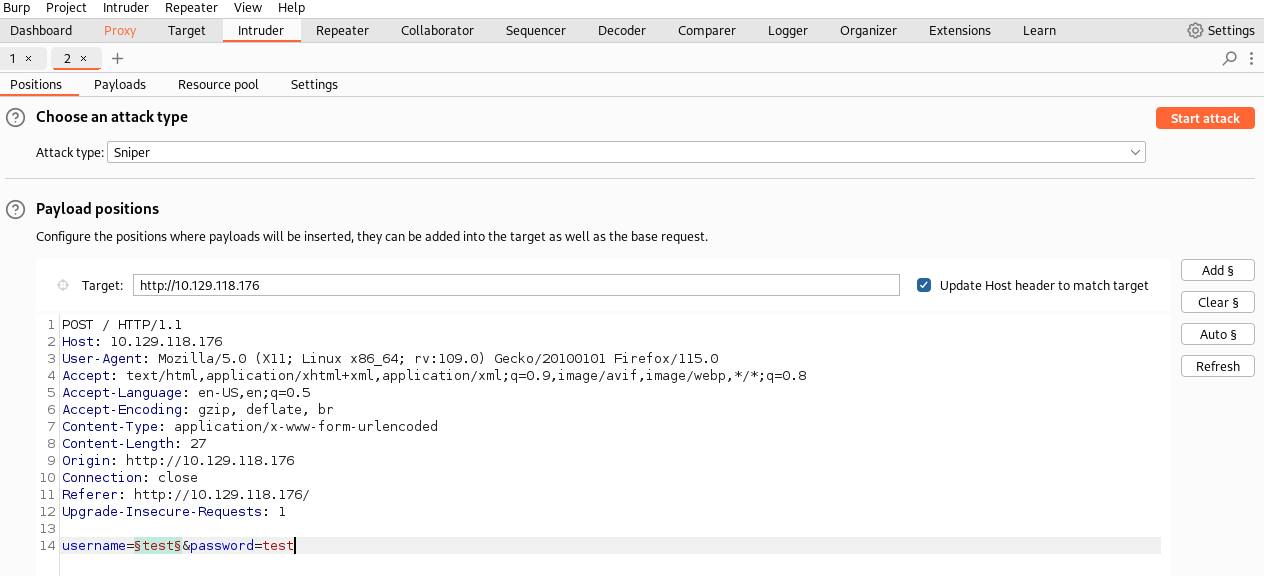 Burp Project Intruder Repeater View Help
Dashboard Proxy Target Intruder Repeater Collaborator Sequencer Decoder Comparer Logger Organizer Extensions Learn Settings
1 × 2 × +
Positions Payloads Resource pool Settings
? Choose an attack type Start attack
Attack type: Sniper
? Payload positions
Configure the positions where payloads will be inserted, they can be added into the target as well as the base request.
Target: http://10.129.118.176 Update Host header to match target
Add §
Clear §
Auto §
Refresh
1 POST / HTTP/1.1
2 Host: 10.129.118.176
3 User-Agent: Mozilla/5.0 (X11; Linux x86_64; rv:109.0) Gecko/20100101 Firefox/115.0
4 Accept: text/html,application/xhtml+xml,application/xml;q=0.9,image/avif,image/webp,*/*;q=0.8
5 Accept-Language: en-US,en;q=0.5
6 Accept-Encoding: gzip, deflate, br
7 Content-Type: application/x-www-form-urlencoded
8 Content-Length: 27
9 Origin: http://10.129.118.176
10 Connection: close
11 Referer: http://10.129.118.176/
12 Upgrade-Insecure-Requests: 1
13
14 username=§test§&password=test